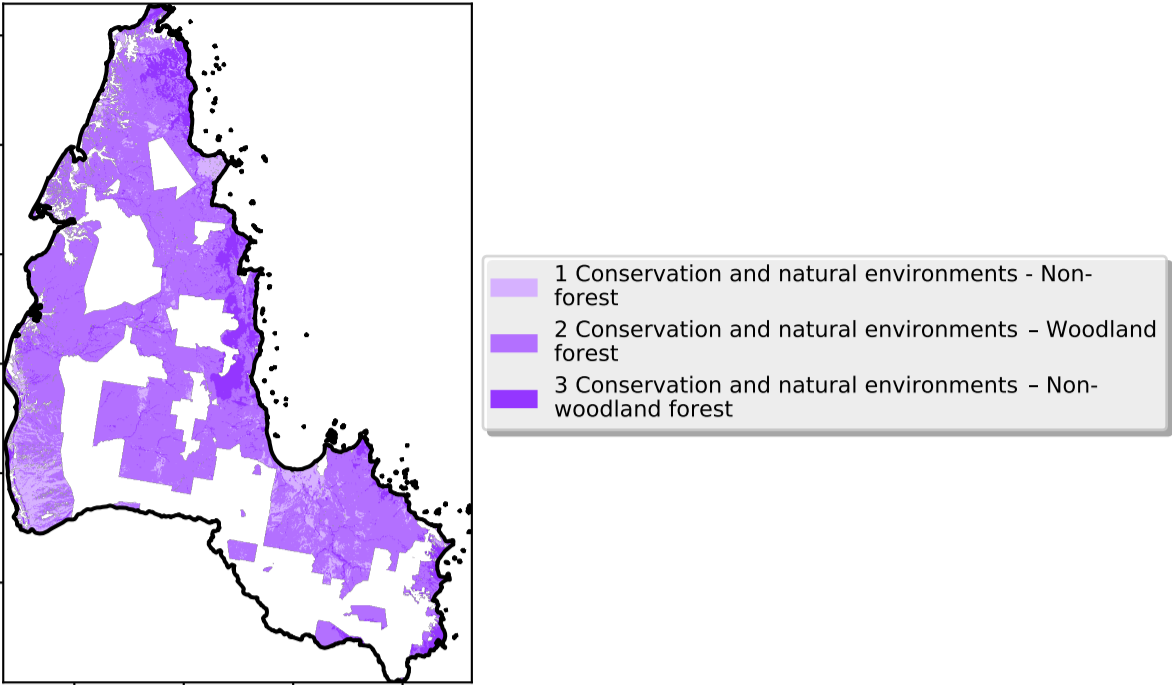 1 Conservation and natural environments - Non-
forest
2 Conservation and natural environments – Woodland
forest
3 Conservation and natural environments – Non-
woodland forest